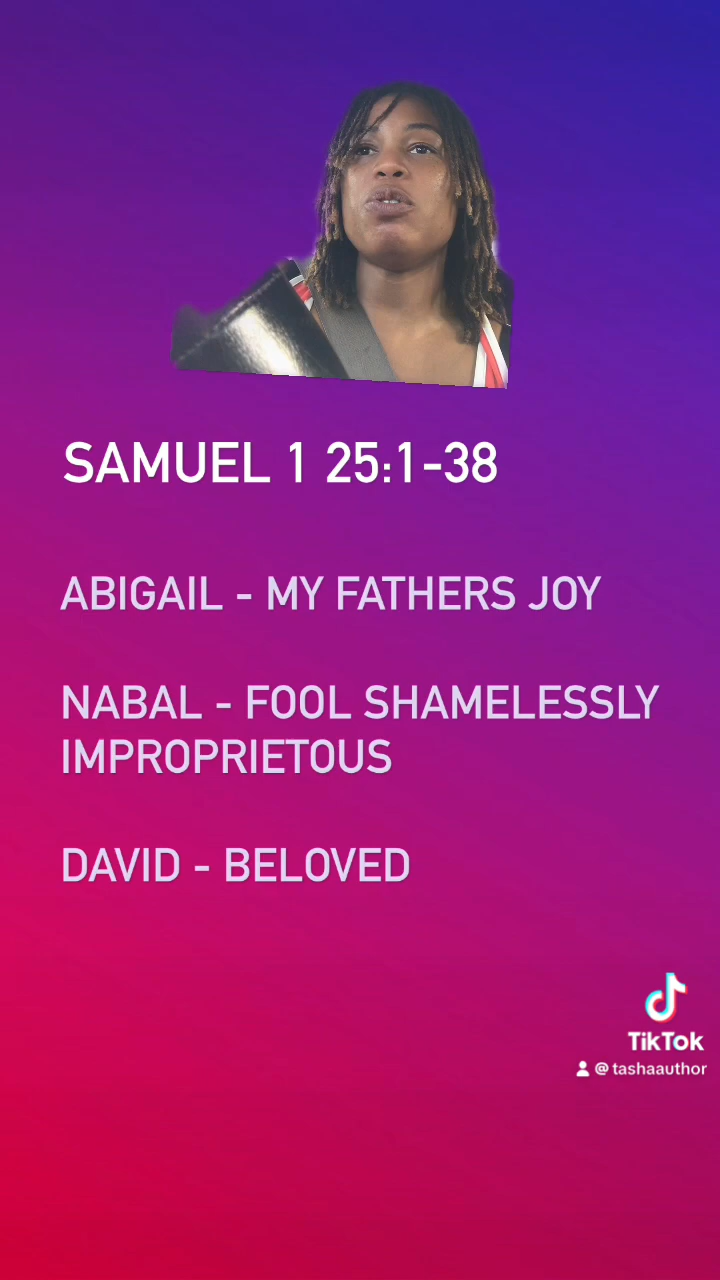 SAMUEL 1 25:1-38
ABIGAIL - MY FATHERS JOY
NABAL - FOOL SHAMELESSLY
IMPROPRIETOUS
DAVID - BELOVED
TikTok
@tashaauthor